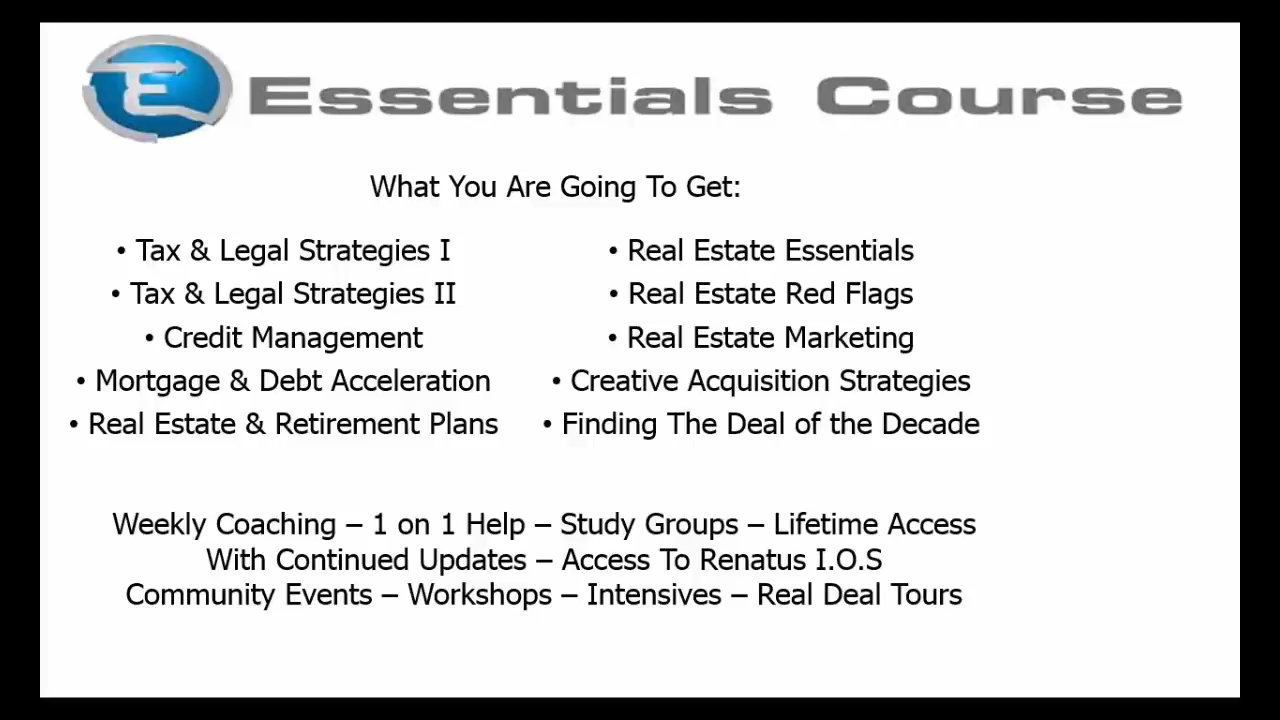 E Essentials Course
What You Are Going To Get:
• Tax & Legal Strategies I
• Tax & Legal Strategies II
• Credit Management
• Mortgage & Debt Acceleration
• Real Estate & Retirement Plans
• Real Estate Essentials
• Real Estate Red Flags
• Real Estate Marketing
• Creative Acquisition Strategies
• Finding The Deal of the Decade
Weekly Coaching – 1 on 1 Help – Study Groups – Lifetime Access
With Continued Updates – Access To Renatus I.O.S
Community Events – Workshops – Intensives – Real Deal Tours